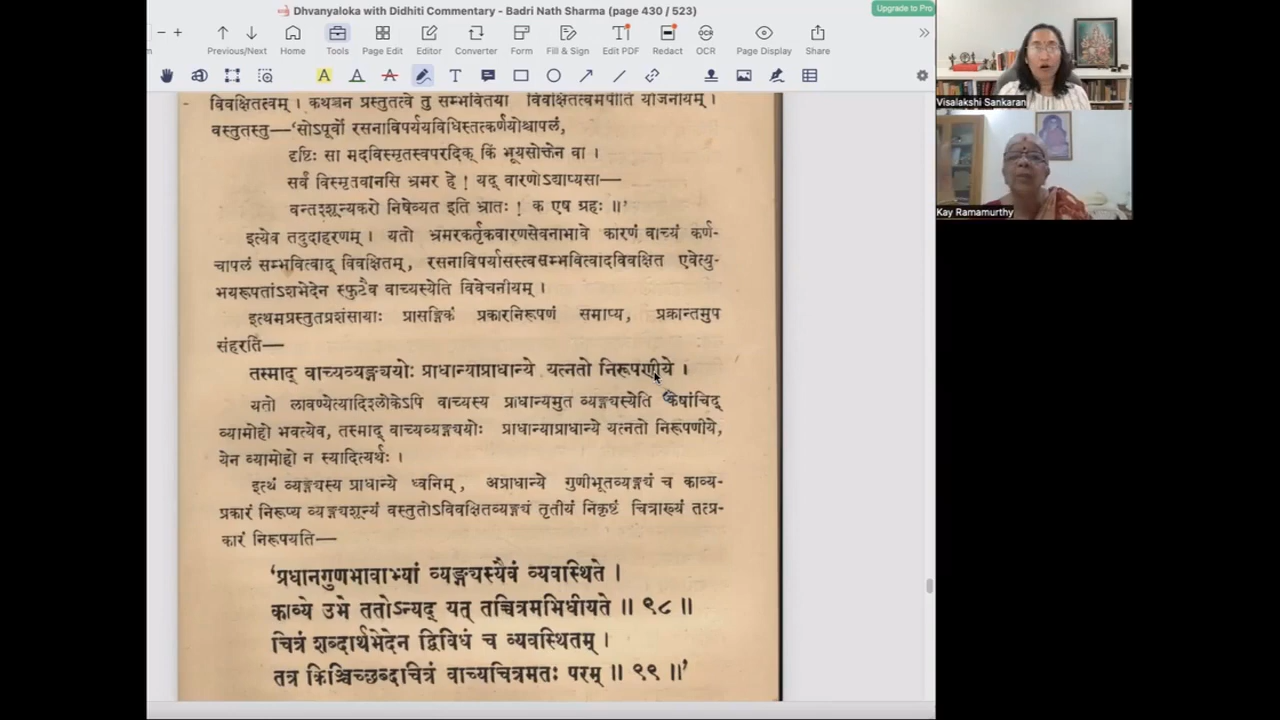 Dhvanyaloka with Didhiti Commentary - Badri Nath Sharma (page 430 / 523)
Upgrade to Pro
Previous/Next Home Tools Page Edit Editor Converter Form Fill & Sign Edit PDF Redact OCR Page Display Share
विवक्षितत्वम् । कथञ्चन प्रस्तुतत्वे तु सम्भवितया विवक्षितत्वमपीति योजनीयम् ।
वस्तुतस्तु—'सोऽपूर्वो रसनाविपर्ययविधिस्तत्कर्णयोश्चापलं,
दृष्टिः सा मदविस्मृतस्वपरदिक् किं भूयसोक्तेन वा ।
सर्वं विस्मृतवानसि भ्रमर हे ! यद् वारणोऽद्याप्यसा—
वन्तश्शून्यकरो निषेव्यत इति भ्रातः ! क एष ग्रहः ॥'
इत्येव तदुदाहरणम् । यतो भ्रमरकर्तृकवारणसेवनाभावे कारणं वाच्यं कर्ण-
चापलं सम्भवित्वाद् विवक्षितम्, रसनाविपर्यासस्त्वसम्भवित्वादविवक्षित एवेत्यु-
भयरूपतांऽशभेदेन स्फुटैव वाच्यस्येति विवेचनीयम् ।
इत्थमप्रस्तुतप्रशंसायाः प्रासङ्गिकं प्रकारनिरूपणं समाप्य, प्रक्रान्तमुप
संहरति—
तस्माद् वाच्यव्यङ्ग्ययोः प्राधान्याप्राधान्ये यत्नतो निरूपणीये ।
यतो लावण्येत्यादिश्लोकेऽपि वाच्यस्य प्राधान्यमुत व्यङ्ग्यस्येति केषांचिद्
व्यामोहो भवत्येव, तस्माद् वाच्यव्यङ्ग्ययोः प्राधान्याप्राधान्ये यत्नतो निरूपणीये,
येन व्यामोहो न स्यादित्यर्थः ।
इत्थं व्यङ्ग्यस्य प्राधान्ये ध्वनिम्, अप्राधान्ये गुणीभूतव्यङ्ग्यं च काव्य-
प्रकारं निरूप्य व्यङ्ग्यशून्यं वस्तुतोऽविवक्षितव्यङ्ग्यं तृतीयं निकृष्टं चित्राख्यं तत्प्र-
कारं निरूपयति—
'प्रधानगुणभावाभ्यां व्यङ्ग्यस्यैवं व्यवस्थिते ।
काव्ये उभे ततोऽन्यद् यत् तच्चित्रमभिधीयते ॥ ९८ ॥
चित्रं शब्दार्थभेदेन द्विविधं च व्यवस्थितम् ।
तत्र किञ्चिच्छब्दचित्रं वाच्यचित्रमतः परम् ॥ ९९ ॥'
Visalakshi Sankaran
Kay Ramamurthy